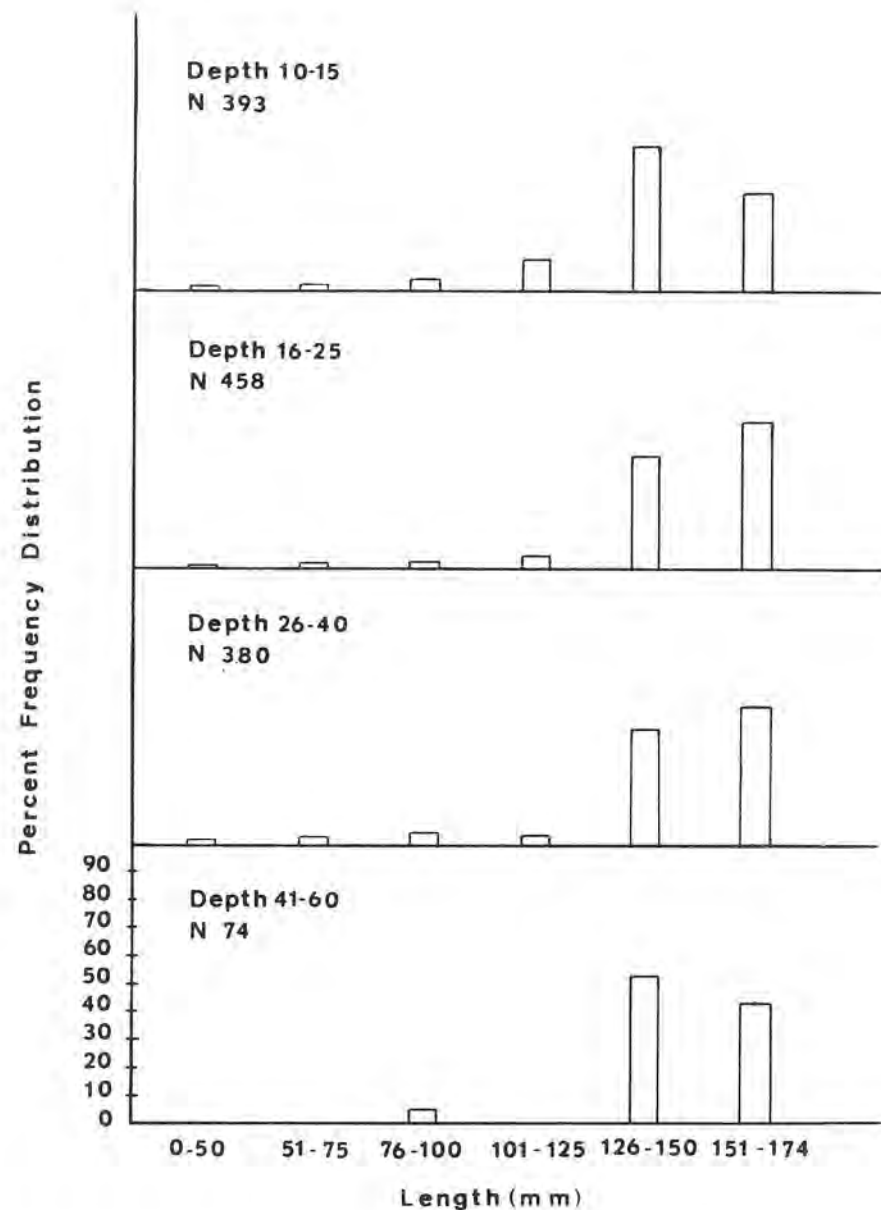 Depth 10-15
N 393
Depth 16-25
N 458
Depth 26-40
N 380
Percent Frequency Distribution
90
80
70
60
50
40
30
20
10
0
Depth 41-60
N 74
0-50 51-75 76-100 101-125 126-150 151-174
Length (mm)